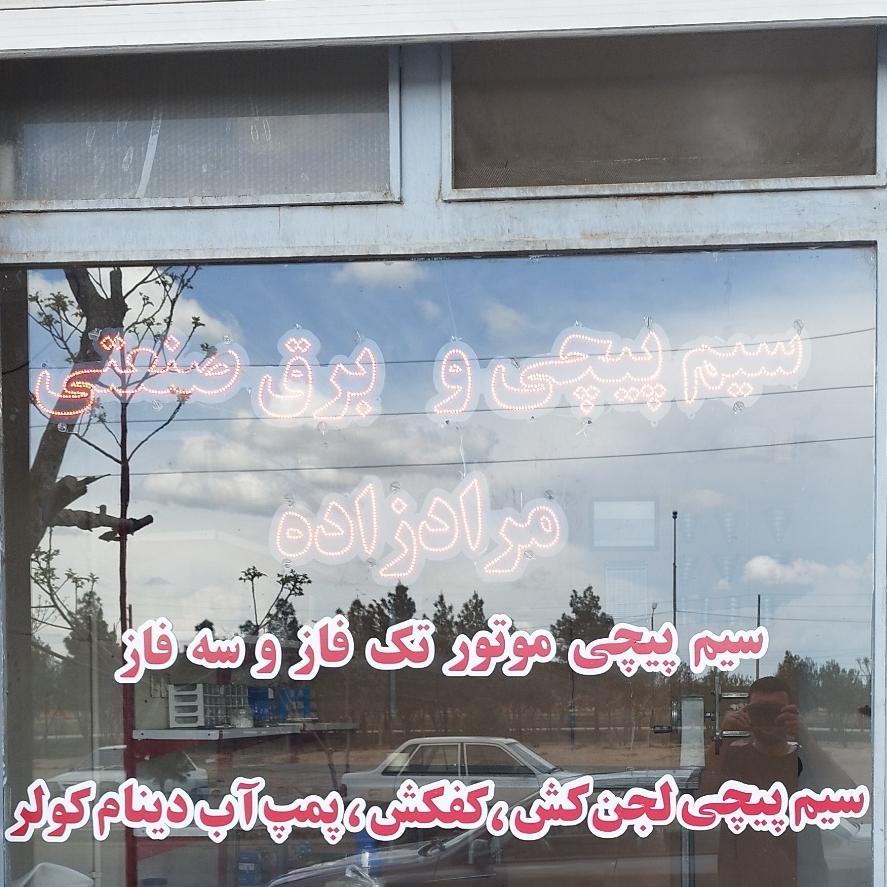 سیم پیچی و برق صنعتی
مرادزاده
سیم پیچی موتور تک فاز و سه فاز
سیم پیچی لجن کش ، کفکش ، پمپ آب دینام کولر